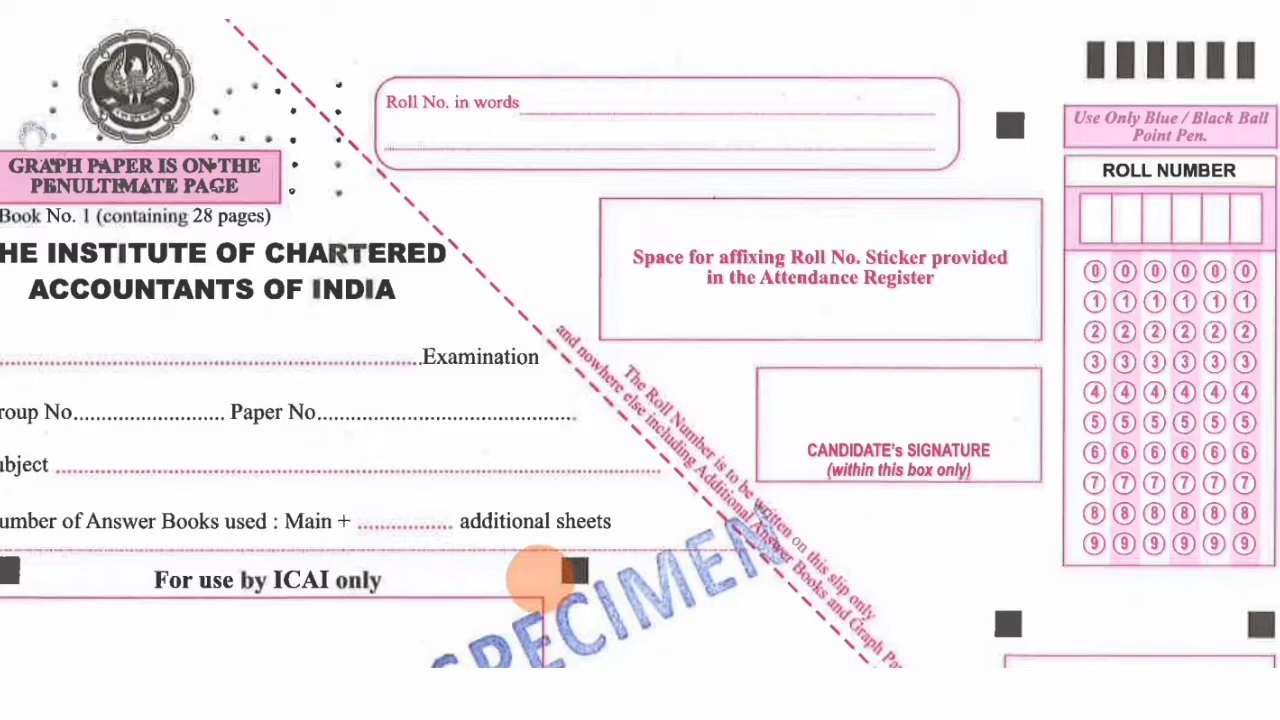 GRAPH PAPER IS ON THE
PENULTIMATE PAGE
Book No. 1 (containing 28 pages)
HE INSTITUTE OF CHARTERED
ACCOUNTANTS OF INDIA
Examination
roup No. Paper No.
ubject
umber of Answer Books used : Main + additional sheets
For use by ICAI only
SPECIMEN
The Roll Number is to be written on this slip only
and nowhere else including Additional Answer Books and Graph Pa
Roll No. in words
Space for affixing Roll No. Sticker provided
in the Attendance Register
CANDIDATE's SIGNATURE
(within this box only)
Use Only Blue / Black Ball
Point Pen.
ROLL NUMBER
0 0 0 0 0 0
1 1 1 1 1 1
2 2 2 2 2 2
3 3 3 3 3 3
4 4 4 4 4 4
5 5 5 5 5 5
6 6 6 6 6 6
7 7 7 7 7 7
8 8 8 8 8 8
9 9 9 9 9 9